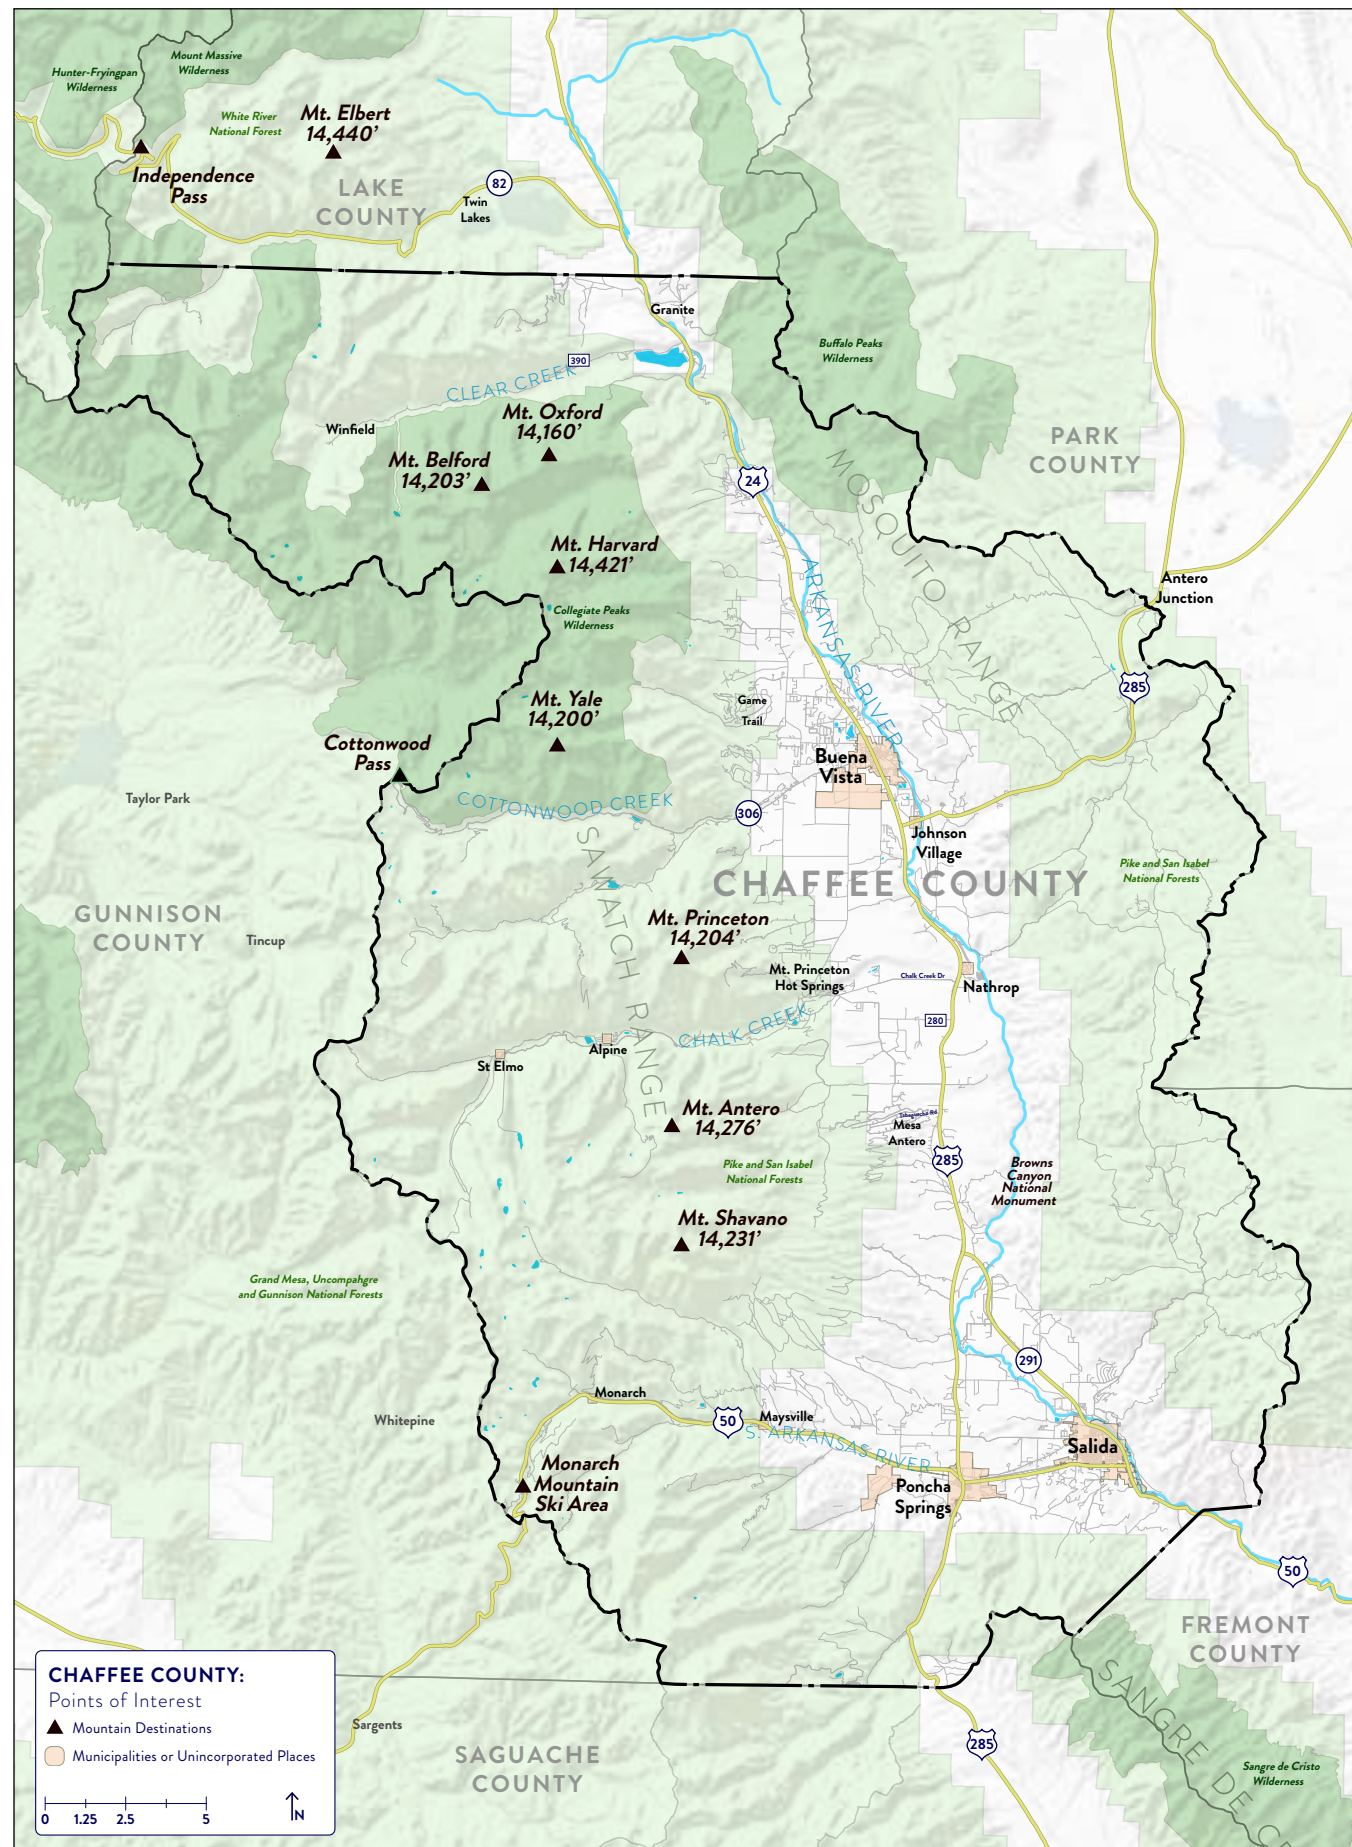 Mount Massive
Wilderness
Hunter-Fryingpan
Wilderness
White River
National Forest
Mt. Elbert
14,440’
Independence
Pass
LAKE
COUNTY
82
Twin
Lakes
Granite
Buffalo Peaks
Wilderness
390
CLEAR CREEK
Mt. Oxford
14,160’
Winfield
Mt. Belford
14,203’
PARK
COUNTY
24
MOSQUITO RANGE
Mt. Harvard
14,421’
ARKANSAS RIVER
Antero
Junction
Collegiate Peaks
Wilderness
285
Mt. Yale
14,200’
Game
Trail
Cottonwood
Pass
Buena
Vista
Taylor Park
COTTONWOOD CREEK
306
Johnson
Village
SAWATCH RANGE
Pike and San Isabel
National Forests
CHAFFEE COUNTY
GUNNISON
COUNTY
Tincup
Mt. Princeton
14,204’
Mt. Princeton
Hot Springs
Chalk Creek Dr
Nathrop
280
CHALK CREEK
Alpine
St Elmo
Mt. Antero
14,276’
Tabeguache Rd
Mesa
Antero
285
Pike and San Isabel
National Forests
Browns
Canyon
National
Monument
Mt. Shavano
14,231’
Grand Mesa, Uncompahgre
and Gunnison National Forests
291
Monarch
Whitepine
50
Maysville
S. ARKANSAS RIVER
Salida
Monarch
Mountain
Ski Area
Poncha
Springs
50
FREMONT
COUNTY
SANGRE DE C
CHAFFEE COUNTY:
Points of Interest
Mountain Destinations
Municipalities or Unincorporated Places
0 1.25 2.5 5
N
Sargents
SAGUACHE
COUNTY
285
Sangre de Cristo
Wilderness